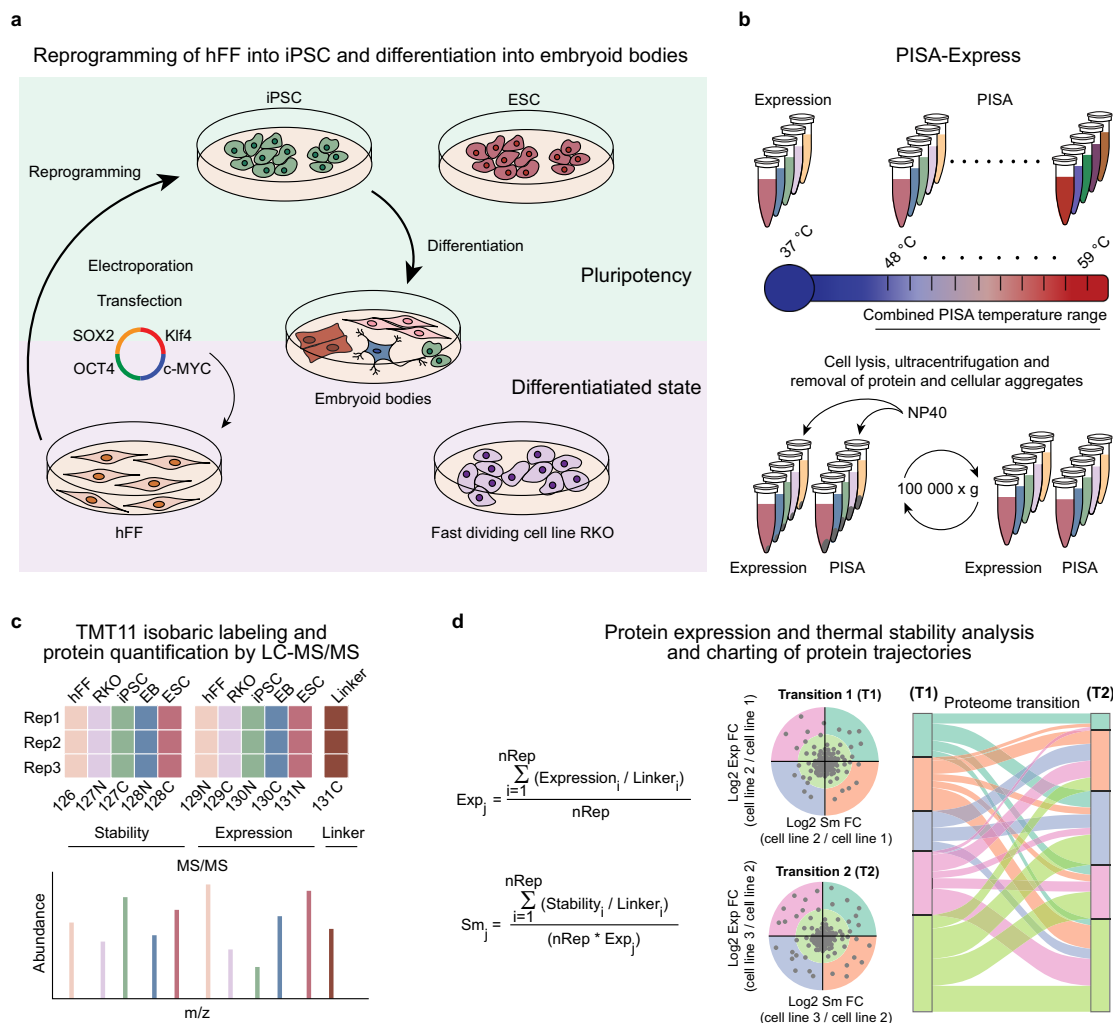 a
Reprogramming of hFF into iPSC and differentiation into embryoid bodies
iPSC
ESC
Reprogramming
Differentiation
Electroporation
Transfection
Pluripotency
SOX2
Klf4
OCT4
c-MYC
Embryoid bodies
Differentiatiated state
hFF
Fast dividing cell line RKO
b
PISA-Express
Expression
PISA
37 °C
48 °C
59 °C
Combined PISA temperature range
Cell lysis, ultracentrifugation and
removal of protein and cellular aggregates
NP40
100 000 x g
Expression
PISA
Expression
PISA
c
TMT11 isobaric labeling and
protein quantification by LC-MS/MS
hFF
RKO
iPSC
EB
ESC
hFF
RKO
iPSC
EB
ESC
Linker
Rep1
Rep2
Rep3
126
127N
127C
128N
128C
129N
129C
130N
130C
131N
131C
Stability
Expression
Linker
MS/MS
Abundance
m/z
d
Protein expression and thermal stability analysis
and charting of protein trajectories
Exp_j = nRep ∑ i=1 (Expression_i / Linker_i)
nRep
Sm_j = nRep ∑ i=1 (Stability_i / Linker_i)
(nRep * Exp_j)
Transition 1 (T1)
Log2 Exp FC
(cell line 2 / cell line 1)
Log2 Sm FC
(cell line 2 / cell line 1)
Transition 2 (T2)
Log2 Exp FC
(cell line 3 / cell line 2)
Log2 Sm FC
(cell line 3 / cell line 2)
(T1)
(T2)
Proteome transition